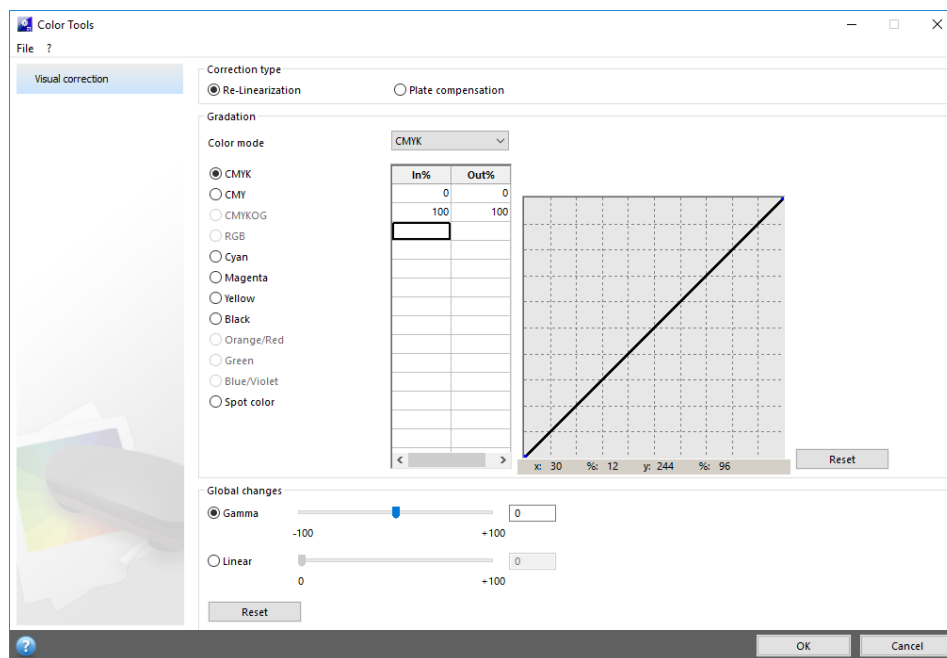 Color Tools
File ?
Visual correction
Correction type
Re-Linearization Plate compensation
Gradation
Color mode CMYK
CMYK
CMY
CMYKOG
RGB
Cyan
Magenta
Yellow
Black
Orange/Red
Green
Blue/Violet
Spot color
In% Out%
0 0
100 100
x: 30 %: 12 y: 244 %: 96
Reset
Global changes
Gamma 0
-100 +100
Linear 0
0 +100
Reset
? OK Cancel